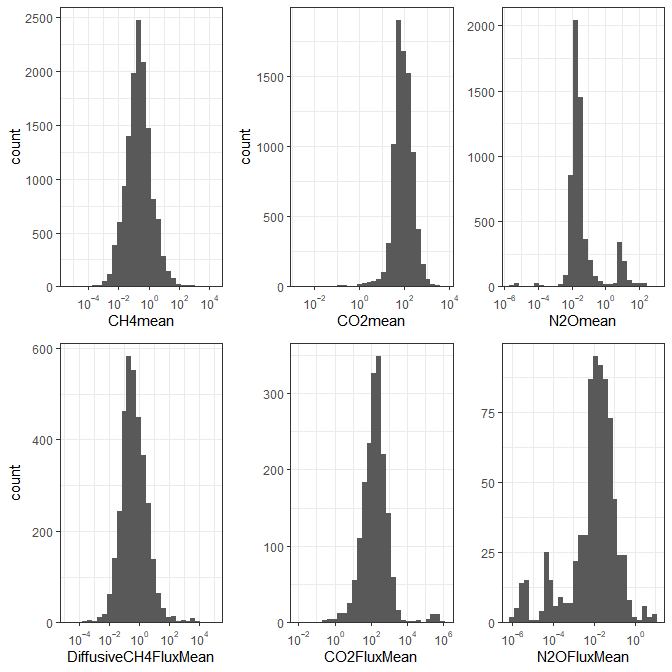 2500
2000
1500
1000
500
0
count
10⁻⁴ 10⁻² 10⁰ 10² 10⁴
CH4mean
1500
1000
500
0
count
10⁻² 10⁰ 10² 10⁴
CO2mean
2000
1500
1000
500
0
10⁻⁶ 10⁻⁴ 10⁻² 10⁰ 10²
N2Omean
600
400
200
0
count
10⁻⁴ 10⁻² 10⁰ 10² 10⁴
DiffusiveCH4FluxMean
300
200
100
0
10⁻² 10⁰ 10² 10⁴ 10⁶
CO2FluxMean
75
50
25
0
10⁻⁶ 10⁻⁴ 10⁻² 10⁰
N2OFluxMean